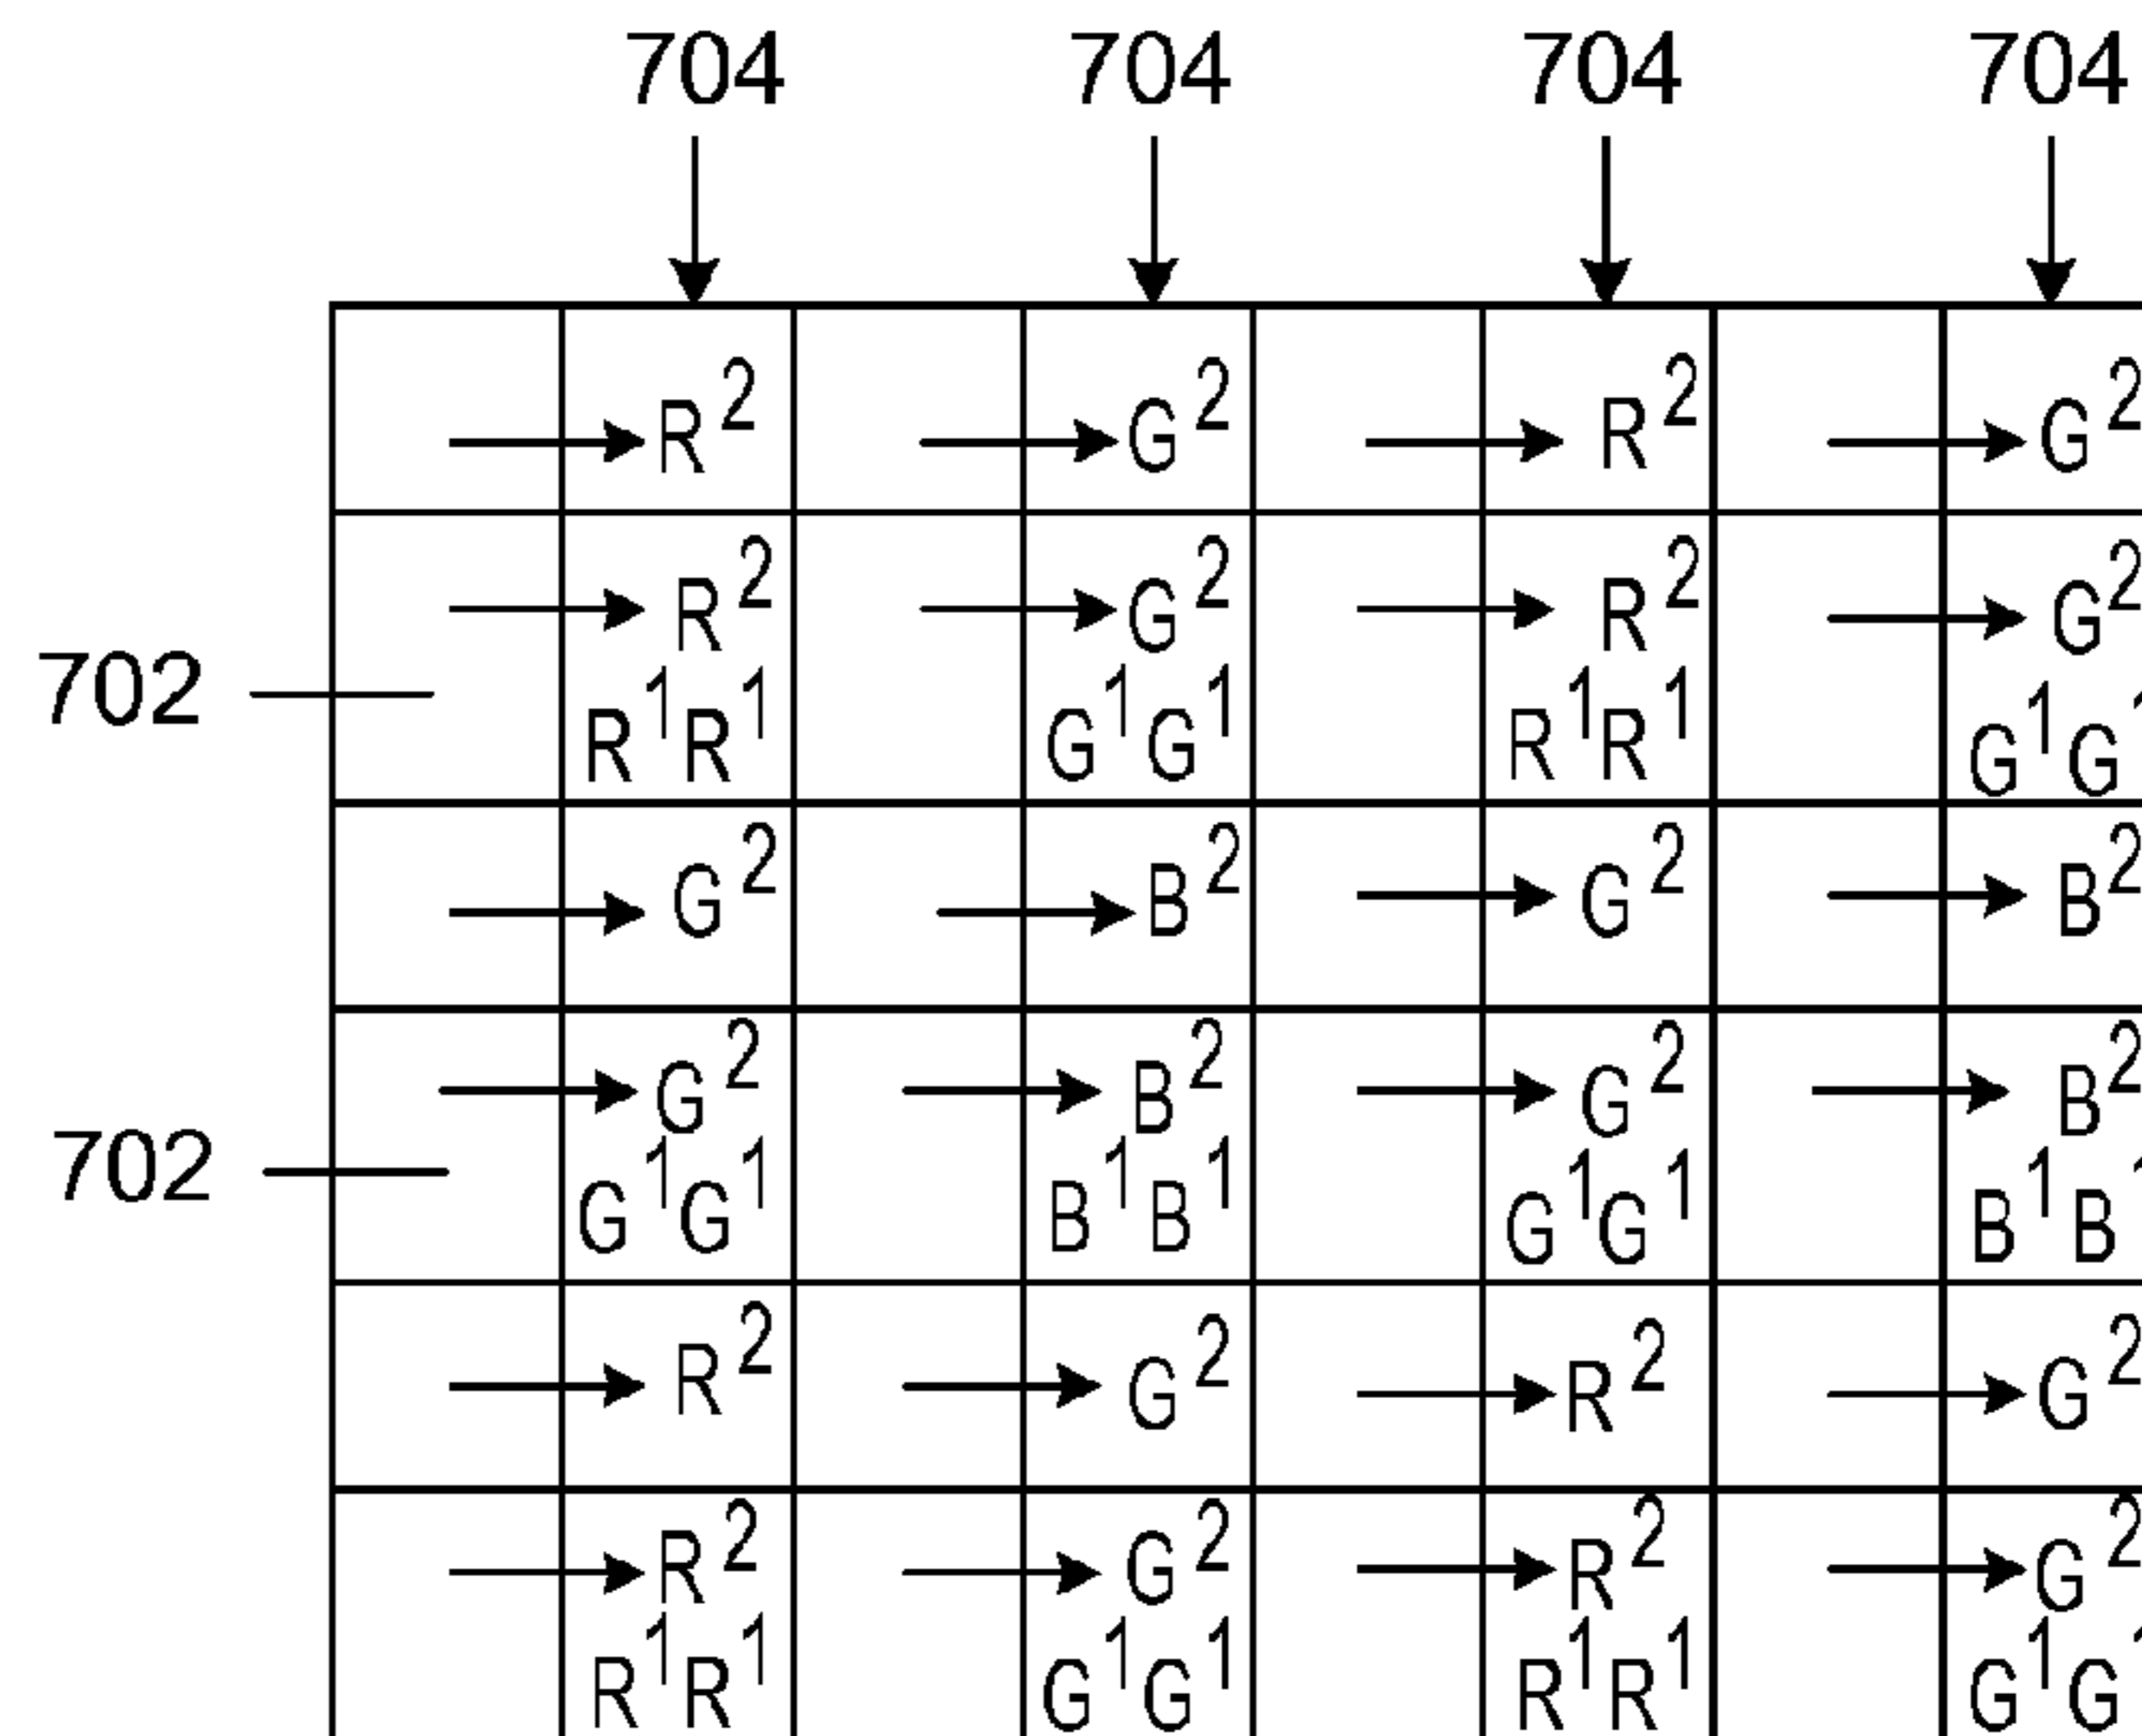 704 704 704 704
R² G² R² G²
R² G² R² G²
702
R¹R¹ G¹G¹ R¹R¹ G¹G¹
G² B² G² B²
G² B² G² B²
702
G¹G¹ B¹B¹ G¹G¹ B¹B¹
R² G² R² G²
R² G² R² G²
R¹R¹ G¹G¹ R¹R¹ G¹G¹